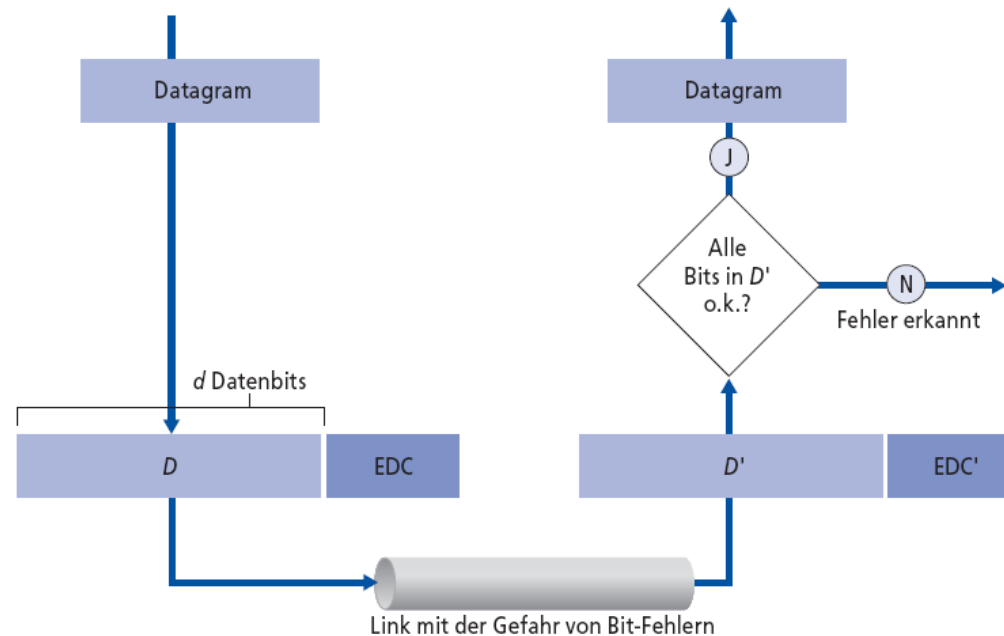 Datagram
Datagram
J
Alle
Bits in D'
o.k.?
N
Fehler erkannt
d Datenbits
D
EDC
D'
EDC'
Link mit der Gefahr von Bit-Fehlern